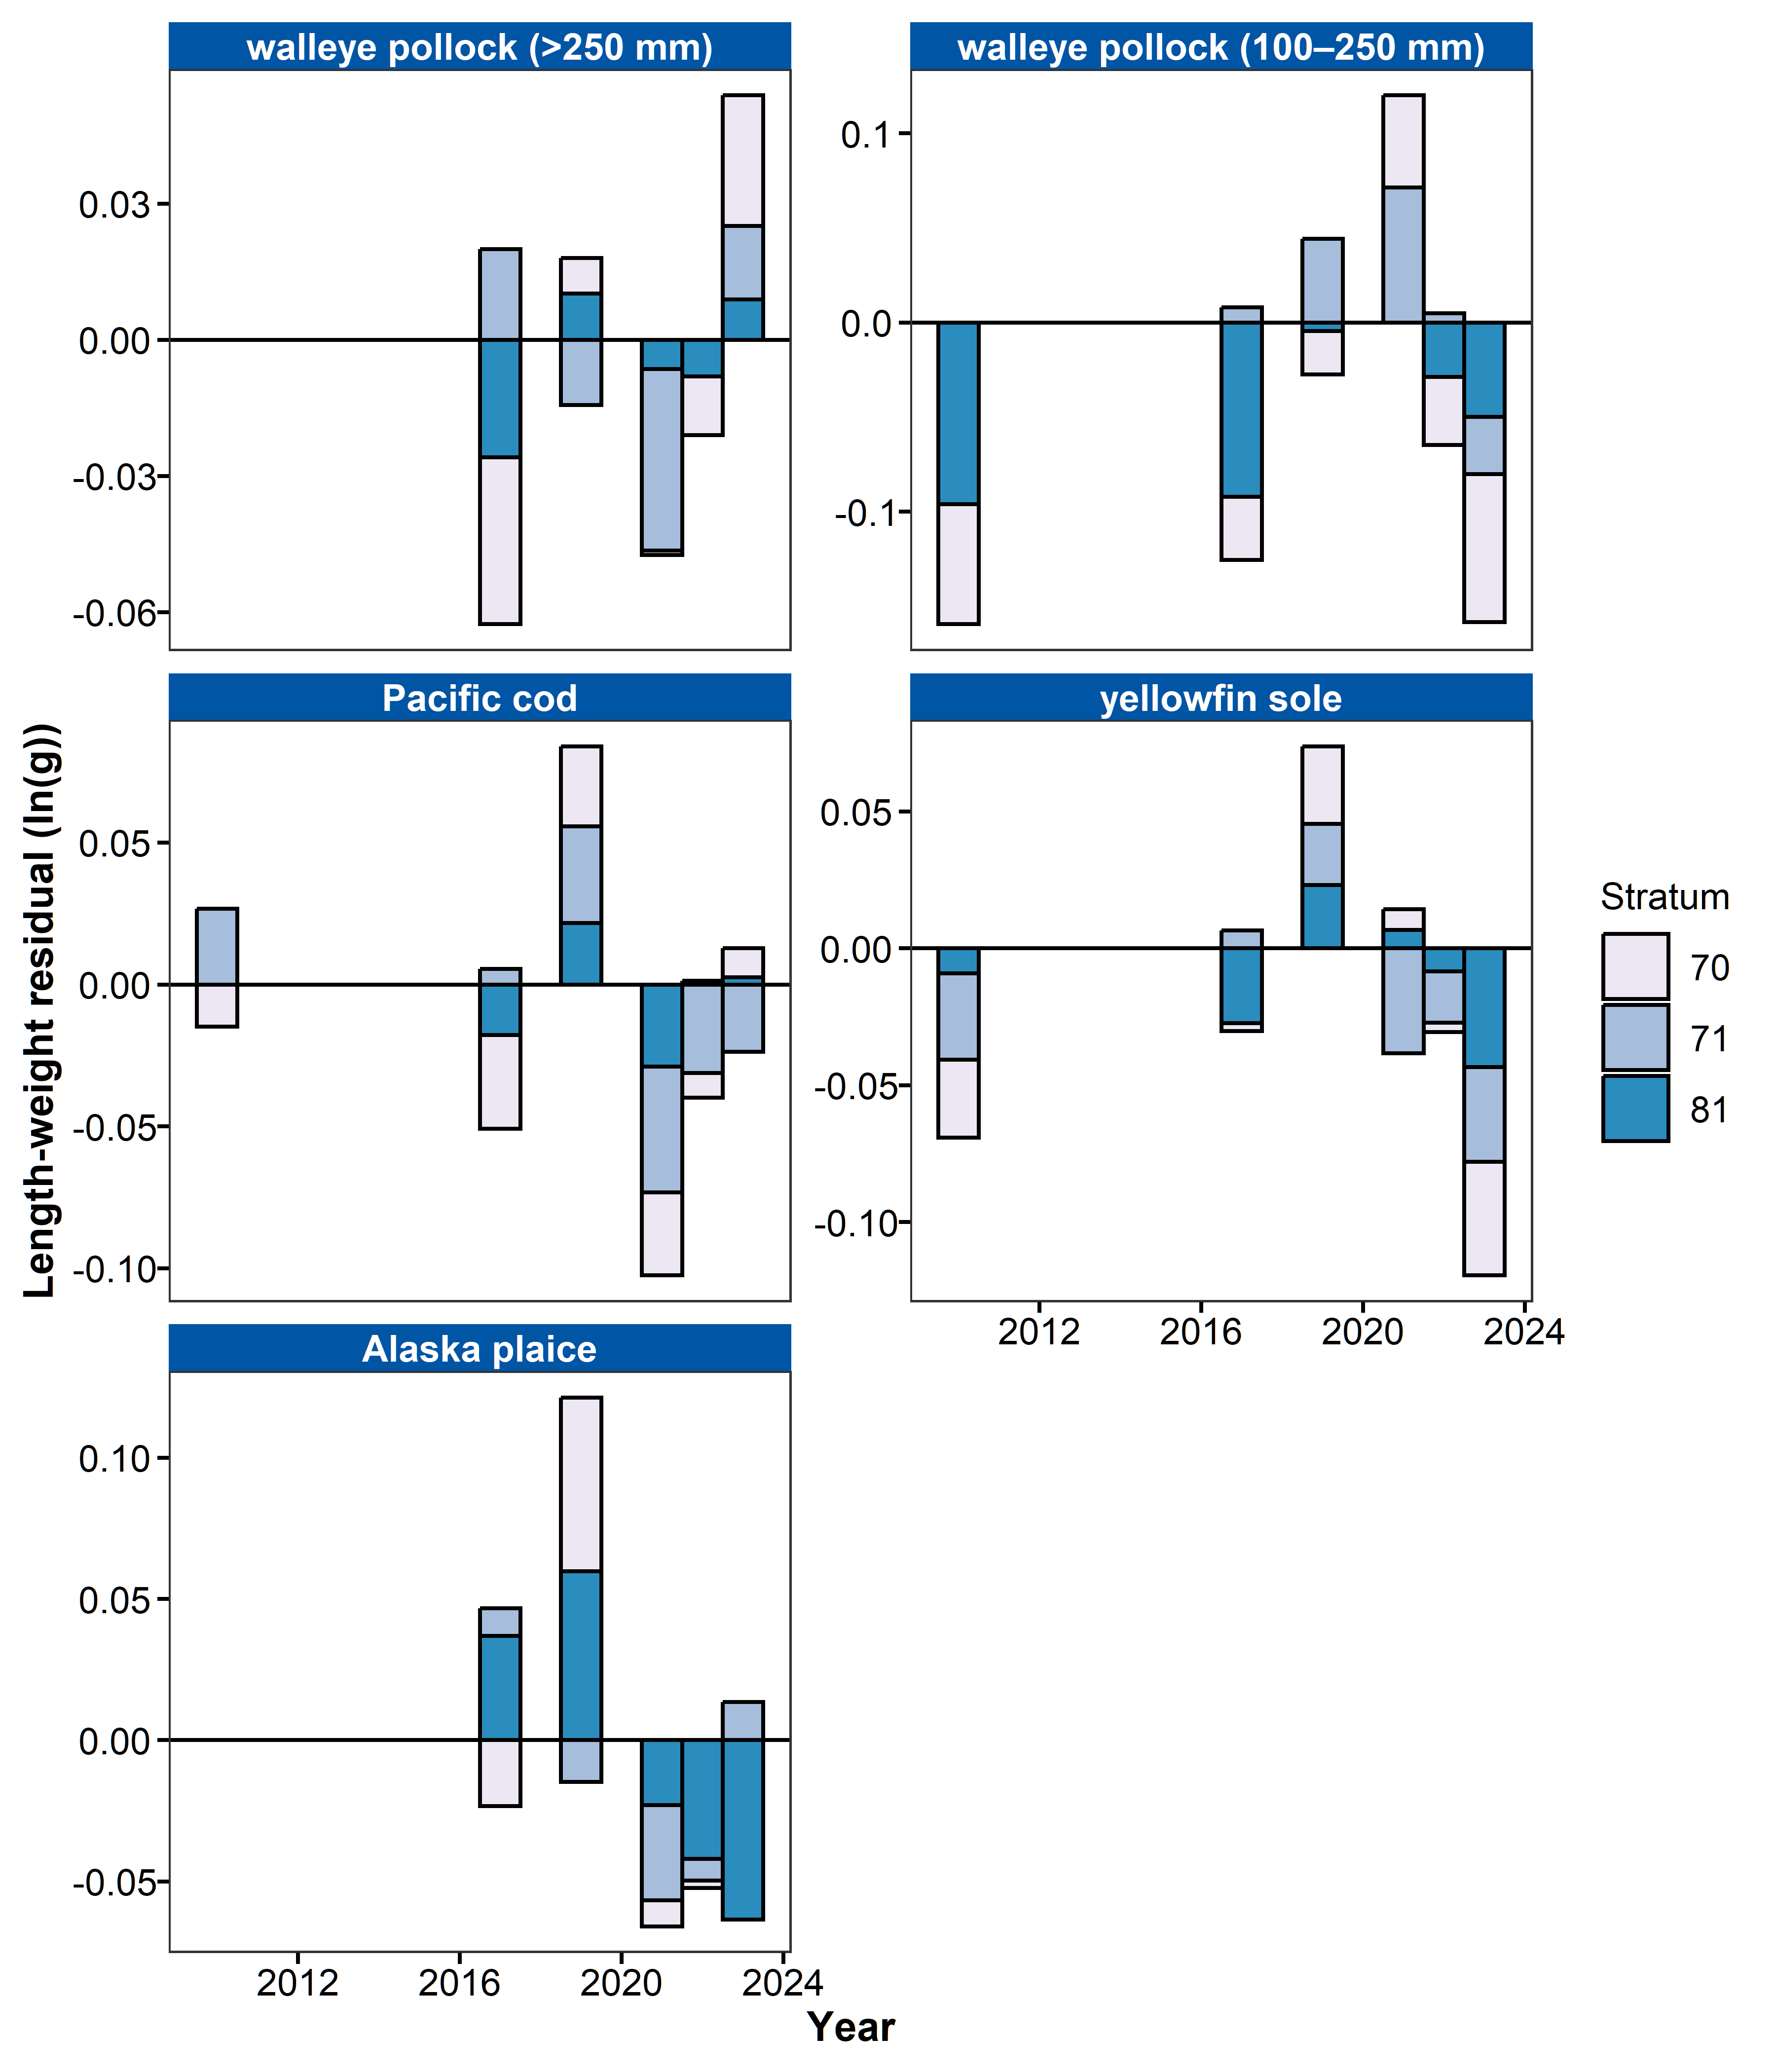 walleye pollock (>250 mm)
walleye pollock (100–250 mm)
0.03
0.00
-0.03
-0.06
0.1
0.0
-0.1
Pacific cod
yellowfin sole
0.05
0.00
-0.05
-0.10
0.05
0.00
-0.05
-0.10
2012 2016 2020 2024
Alaska plaice
0.10
0.05
0.00
-0.05
2012 2016 2020 2024
Length-weight residual (ln(g))
Year
Stratum
70
71
81